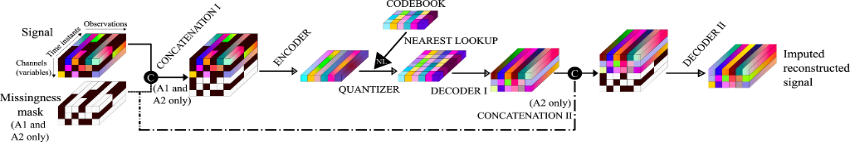 Signal
Observations
Time instants
Channels
(variables)
Missingness
mask
(A1 and
A2 only)
C
CONCATENATION I
(A1 and
A2 only)
ENCODER
CODEBOOK
NEAREST LOOKUP
NL
QUANTIZER
DECODER I
(A2 only)
CONCATENATION II
C
DECODER II
Imputed
reconstructed
signal